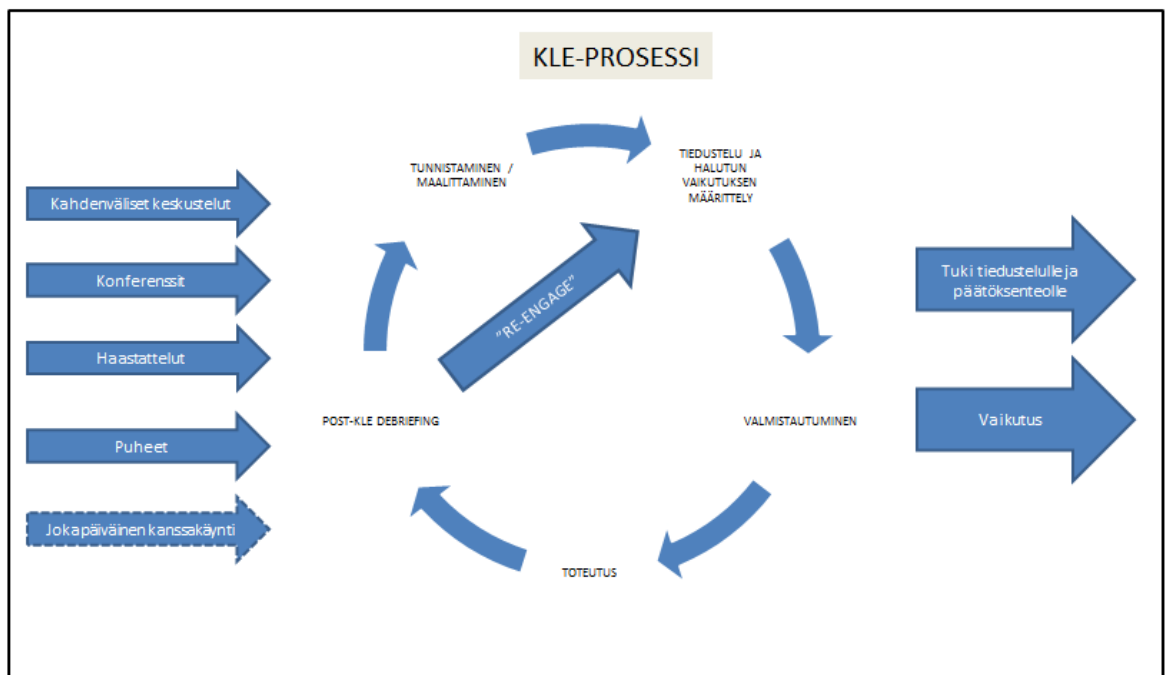 KLE-PROSESSI
TUNNISTAMINEN /
MAALITTAMINEN
TIEDUSTELU JA
HALUTUN
VAIKUTUKSEN
MÄÄRITTELY
Kahdenväliset keskustelut
Konferenssit
Haastattelut
Puheet
Jokapäiväinen kanssakäynti
"RE-ENGAGE"
POST-KLE DEBRIEFING
VALMISTAUTUMINEN
TOTEUTUS
Tuki tiedustelulle ja
päätöksenteolle
Vaikutus